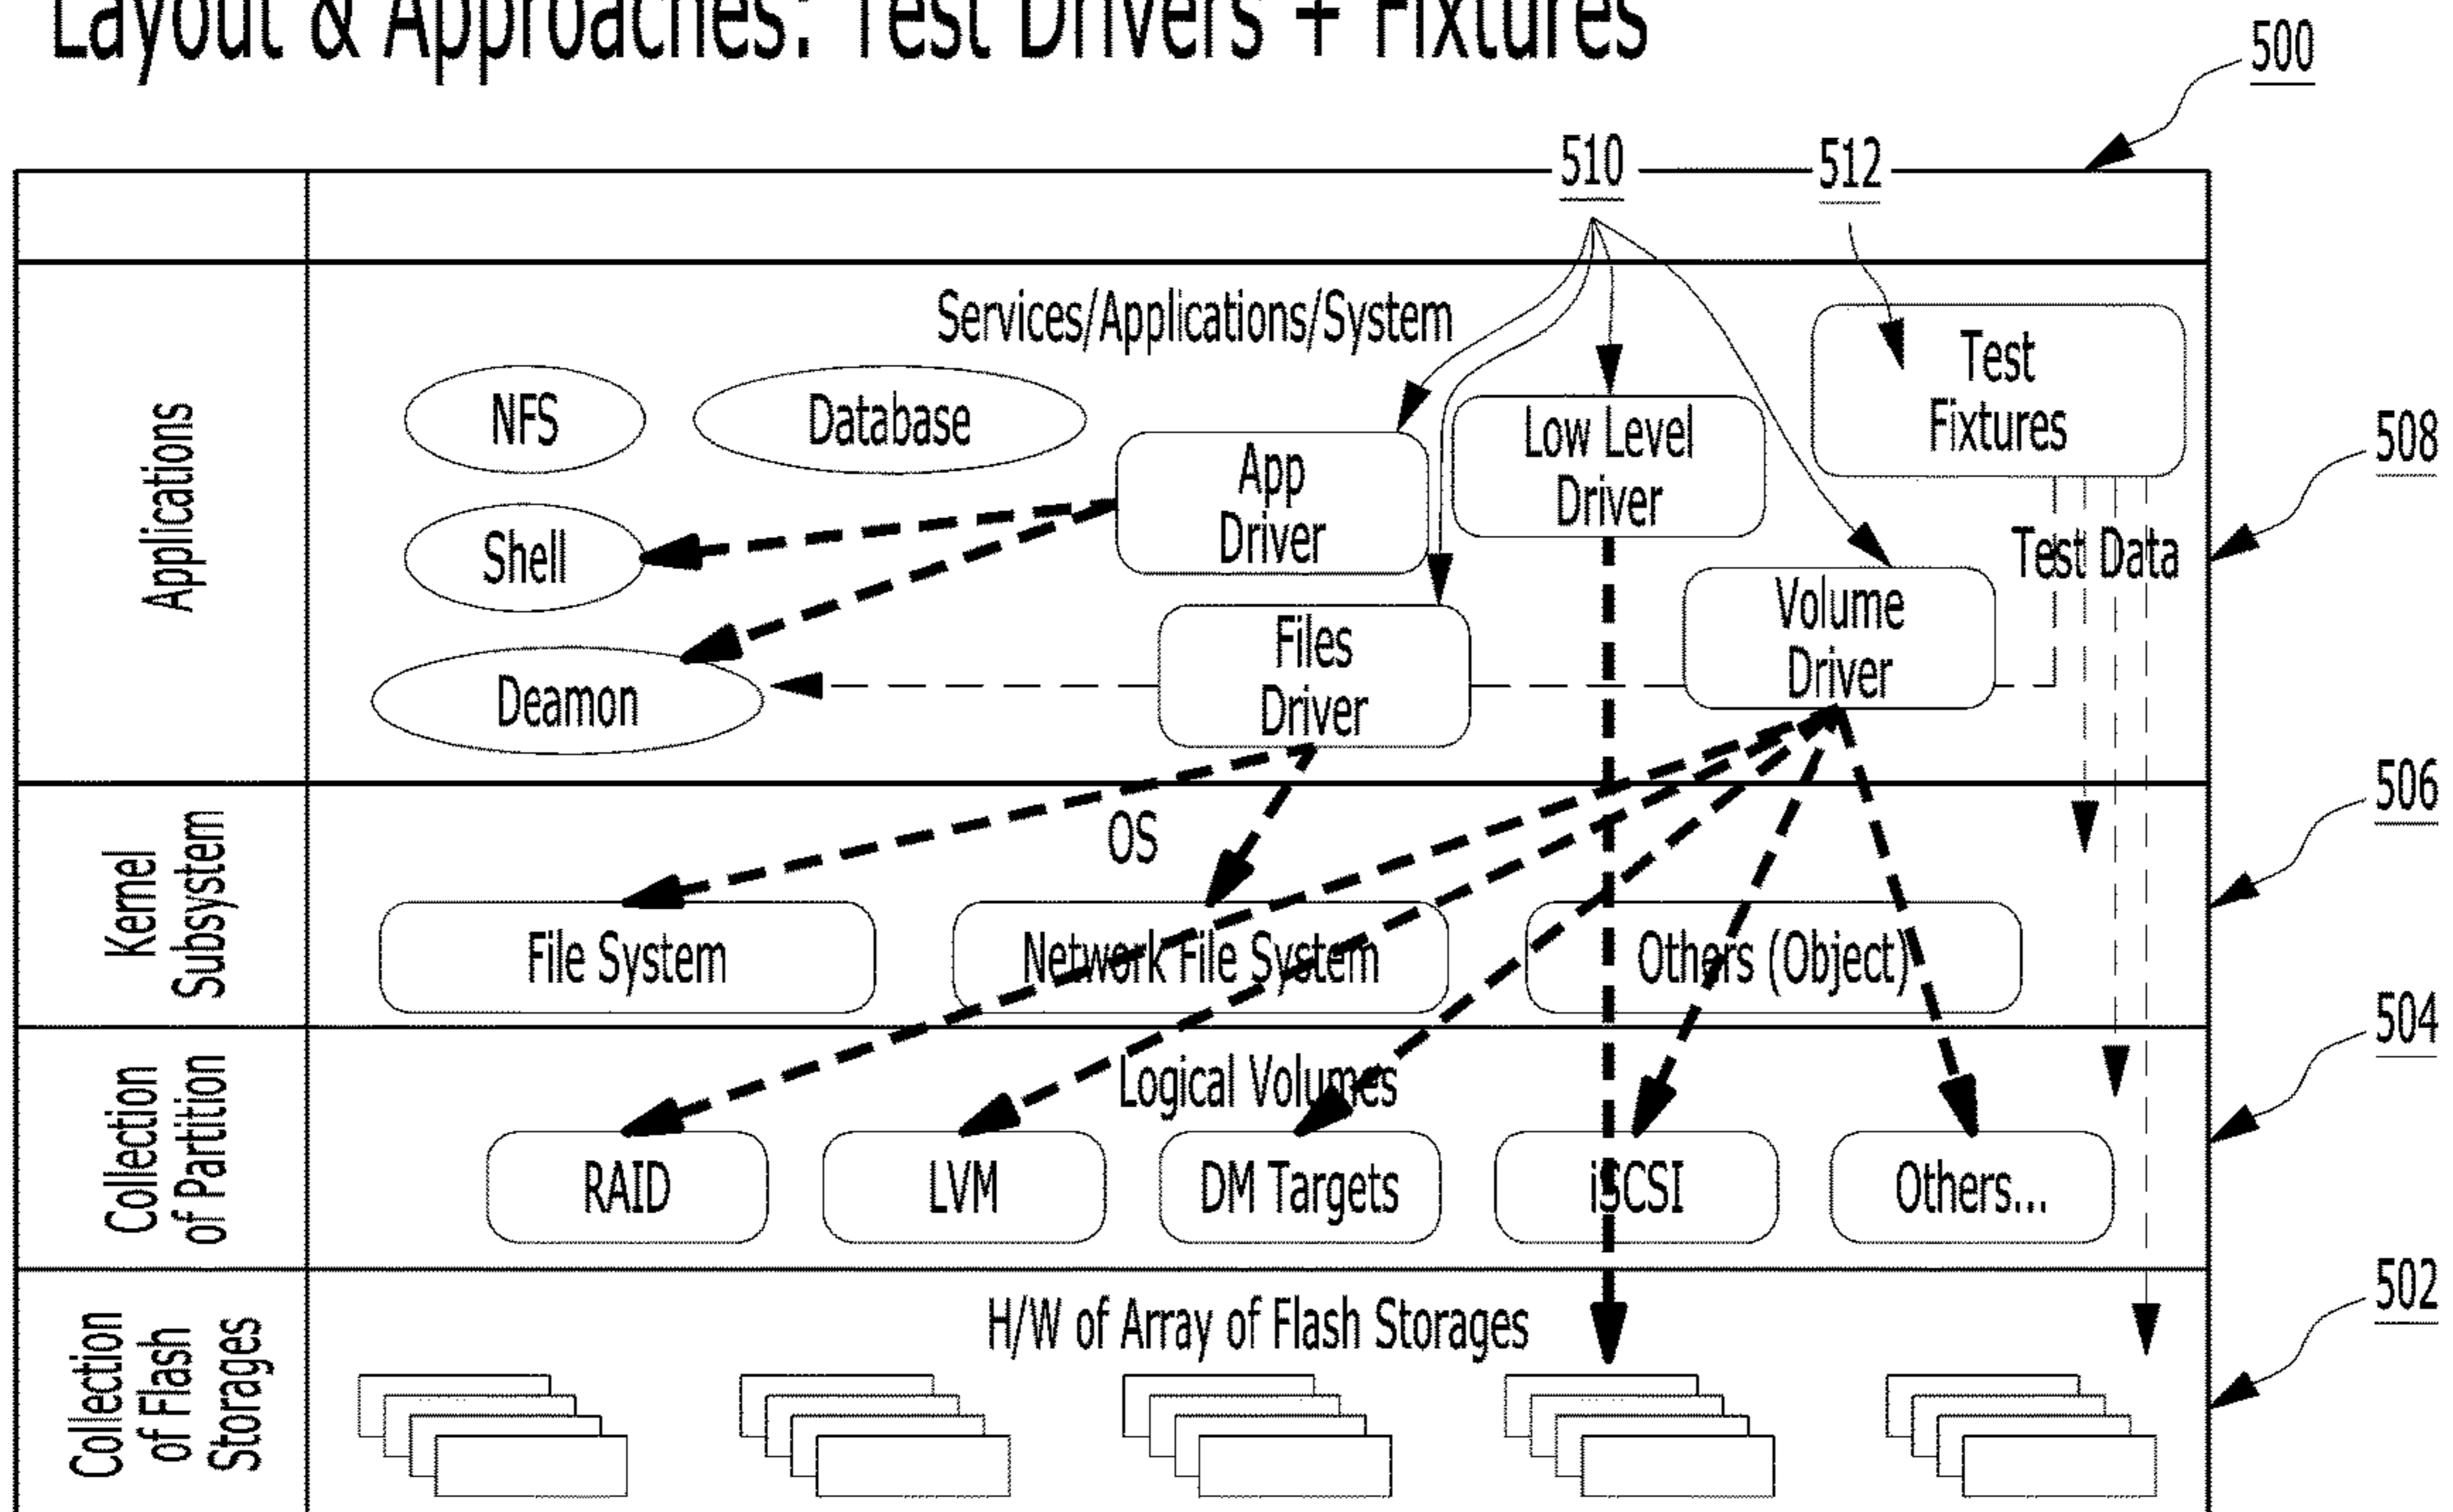 Layout & Approaches: Test Drivers + Fixtures
500
510
512
Services/Applications/System
Applications
NFS
Database
App
Driver
Low Level
Driver
Test
Fixtures
508
Shell
Test Data
Deamon
Files
Driver
Volume
Driver
506
Kernel
Subsystem
OS
File System
Network File System
Others (Object)
504
Collection
of Partition
Logical Volumes
RAID
LVM
DM Targets
iSCSI
Others...
502
Collection
of Flash
Storages
H/W of Array of Flash Storages